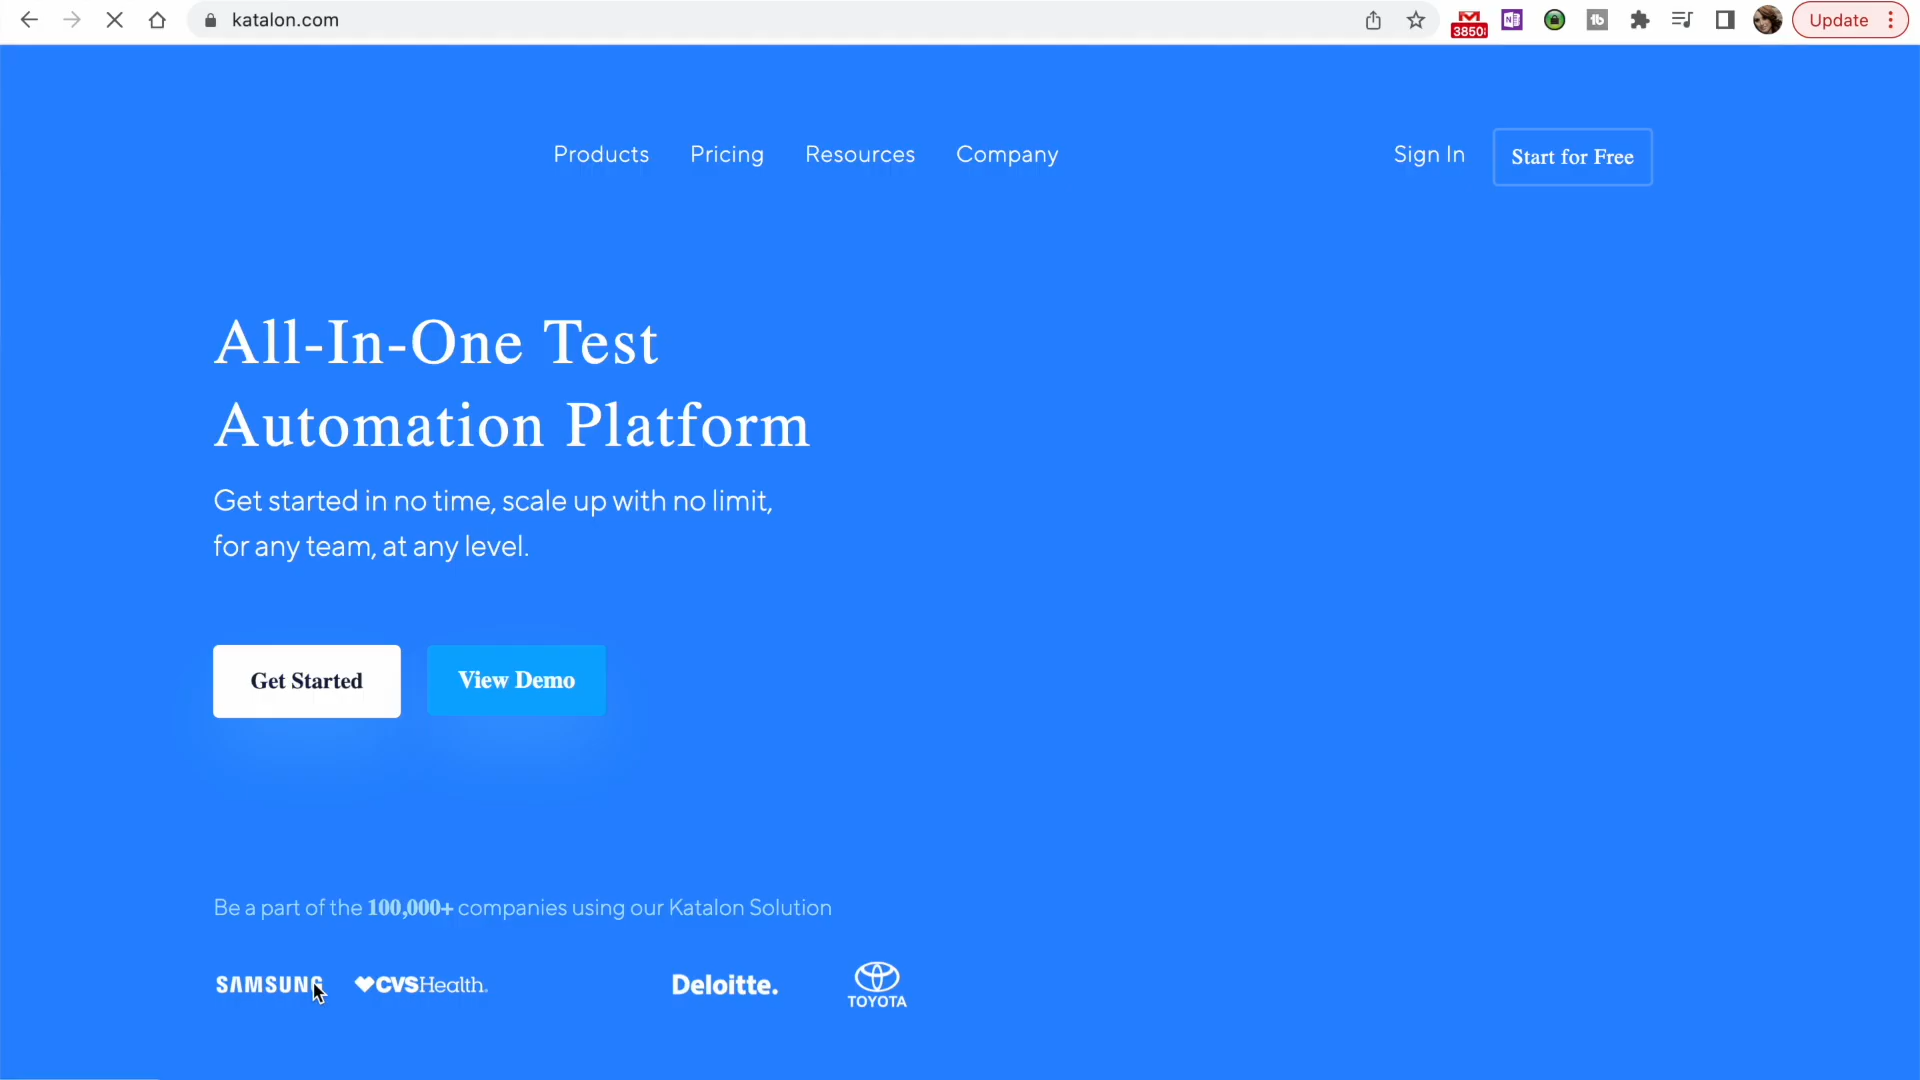 katalon.com
3850
Update
Products Pricing Resources Company
Sign In
Start for Free
All-In-One Test
Automation Platform
Get started in no time, scale up with no limit,
for any team, at any level.
Get Started
View Demo
Be a part of the 100,000+ companies using our Katalon Solution
SAMSUNG
CVSHealth.
Deloitte.
TOYOTA